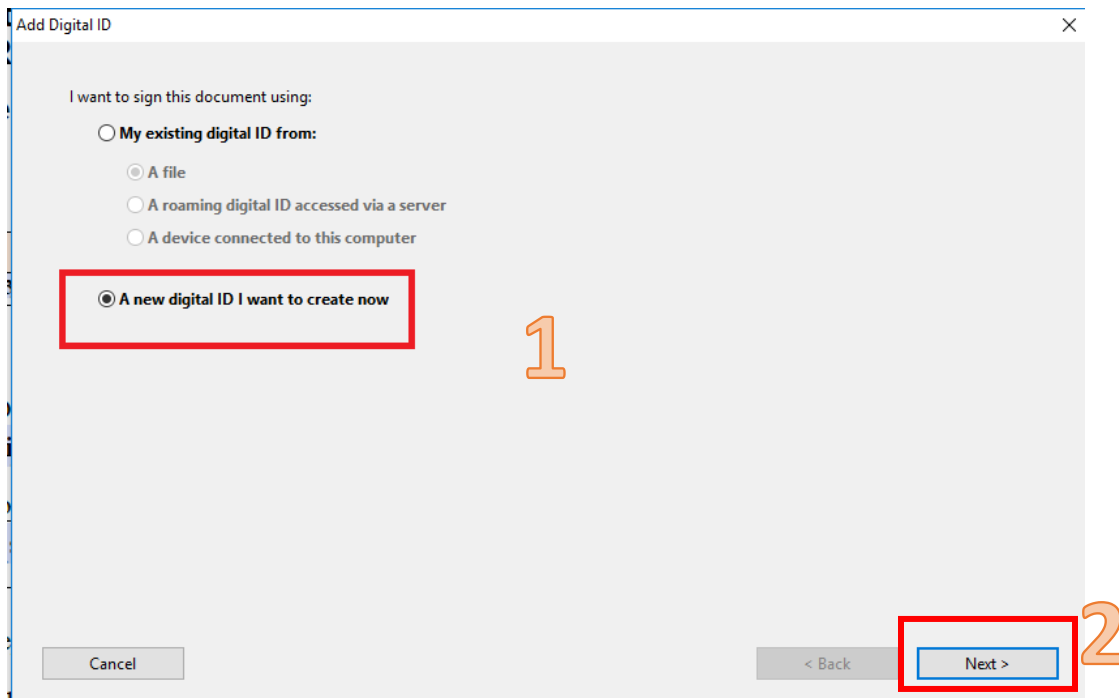 Add Digital ID
I want to sign this document using:
My existing digital ID from:
A file
A roaming digital ID accessed via a server
A device connected to this computer
A new digital ID I want to create now
1
2
Cancel
< Back
Next >